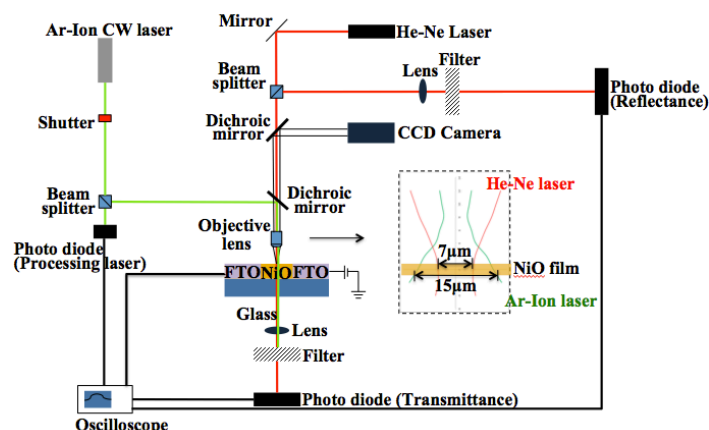 Mirror
Ar-Ion CW laser
He-Ne Laser
Beam
splitter
Lens
Filter
Photo diode
(Reflectance)
Shutter
Dichroic
mirror
CCD Camera
Beam
splitter
Dichroic
mirror
He-Ne laser
Objective
lens
Photo diode
(Processing laser)
7µm
FTO NiO FTO
NiO film
15µm
Ar-Ion laser
Glass
Lens
Filter
Photo diode (Transmittance)
Oscilloscope